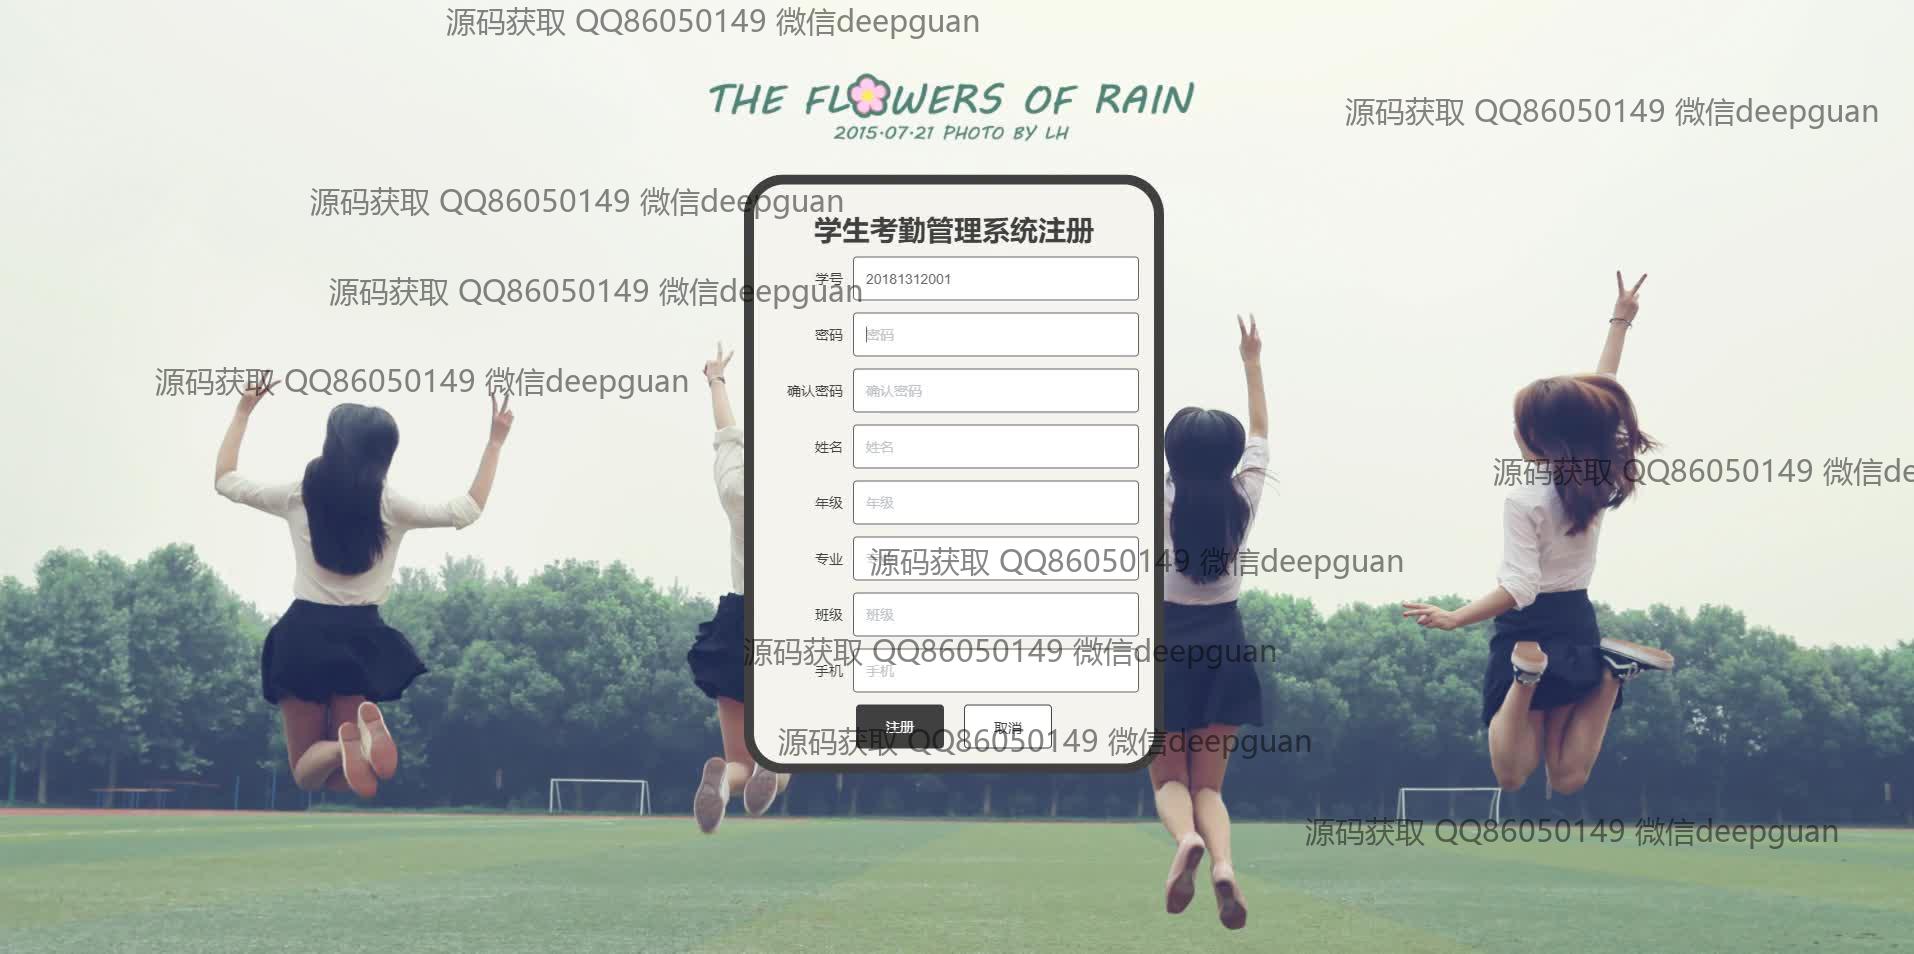 源码获取 QQ86050149 微信deepguan
THE FLOWERS OF RAIN
2015·07·21 PHOTO BY LH
源码获取 QQ86050149 微信deepguan
源码获取 QQ86050149 微信deepguan
学生考勤管理系统注册
学号 20181312001
源码获取 QQ86050149 微信deepguan
密码 密码
源码获取 QQ86050149 微信deepguan
确认密码 确认密码
姓名 姓名
源码获取 QQ86050149 微信de
年级 年级
专业
源码获取 QQ86050149 微信deepguan
班级 班级
源码获取 QQ86050149 微信deepguan
手机 手机
注册 取消
源码获取 QQ86050149 微信deepguan
源码获取 QQ86050149 微信deepguan